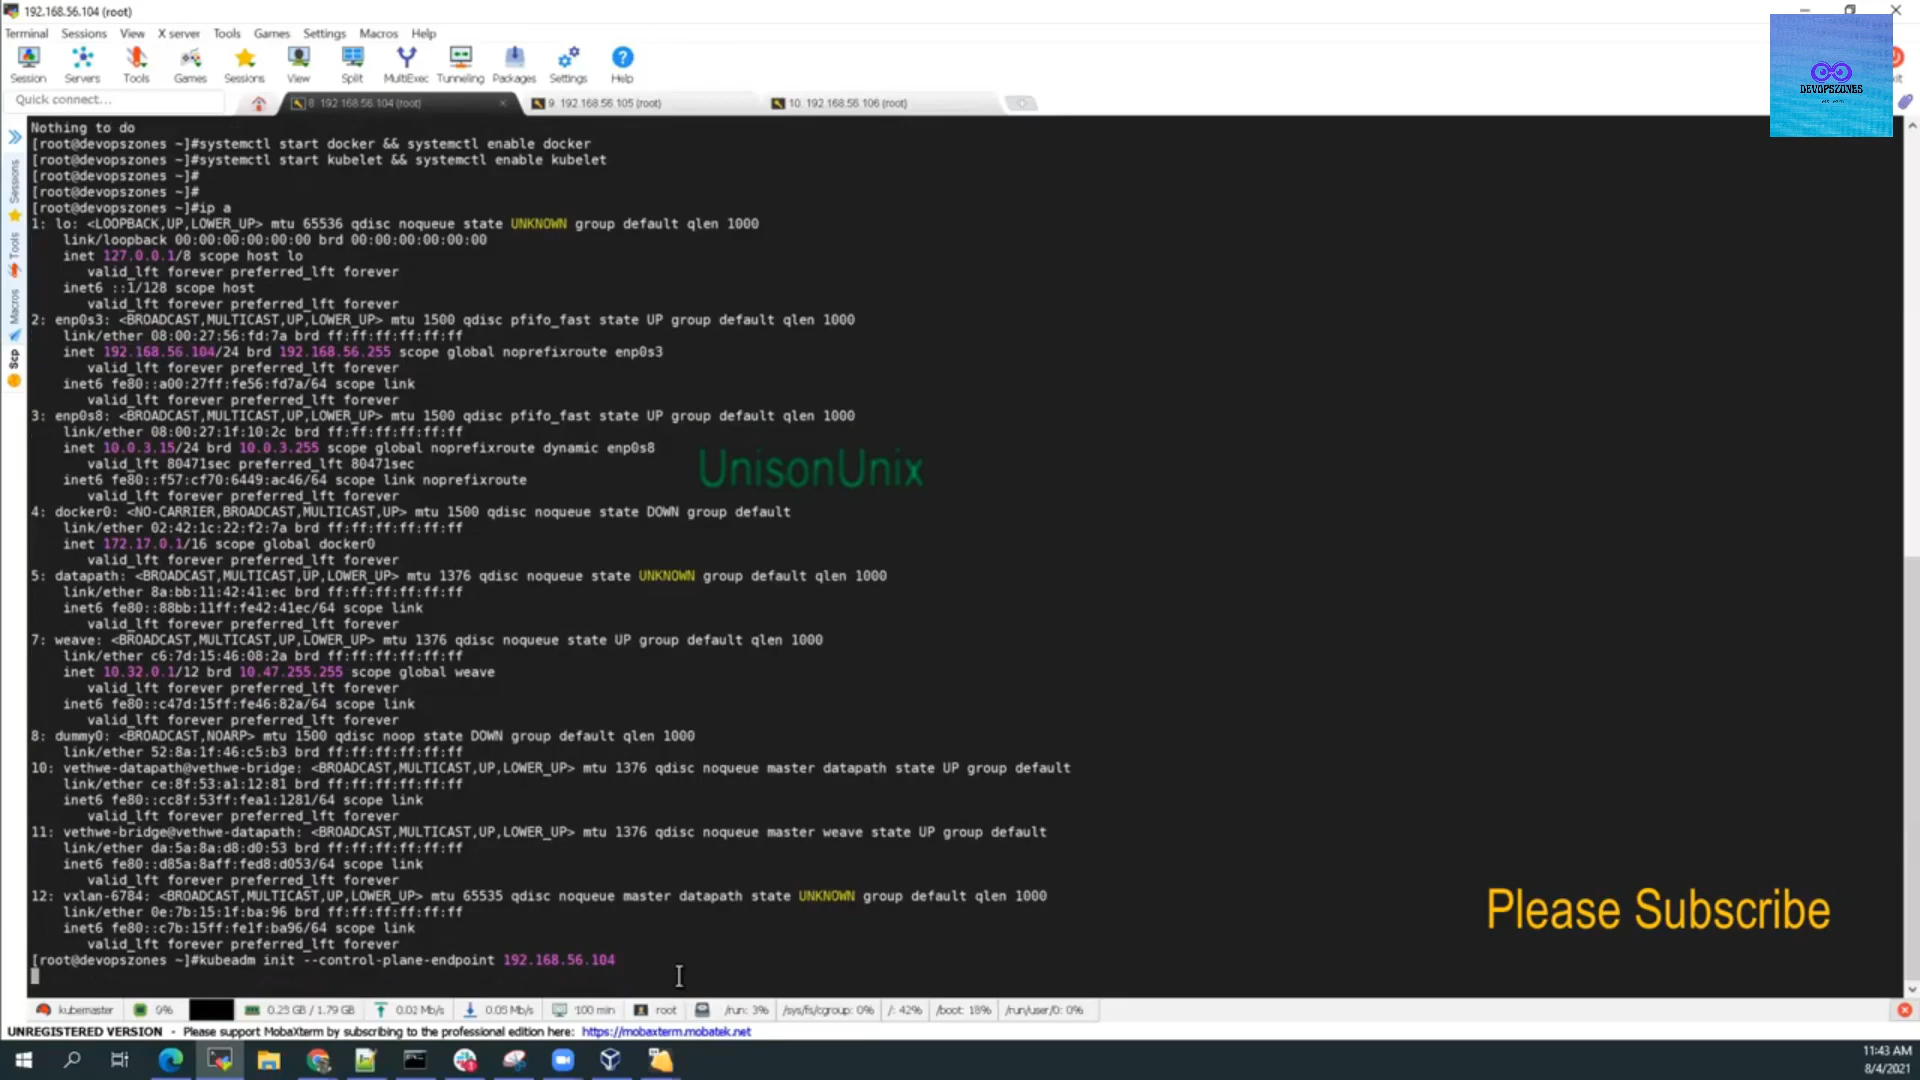 192.168.56.104 (root)
Terminal Sessions View X server Tools Games Settings Macros Help
Session Servers Tools Games Sessions View Split MultiExec Tunneling Packages Settings Help
Quick connect...
8. 192.168.56.104 (root)
9. 192.168.56.105 (root)
10. 192.168.56.106 (root)
DEVOPSZONES
Sessions
Tools
Macros
Scp
Nothing to do
[root@devopszones ~]#systemctl start docker && systemctl enable docker
[root@devopszones ~]#systemctl start kubelet && systemctl enable kubelet
[root@devopszones ~]#
[root@devopszones ~]#
[root@devopszones ~]#ip a
1: lo: <LOOPBACK,UP,LOWER_UP> mtu 65536 qdisc noqueue state UNKNOWN group default qlen 1000
link/loopback 00:00:00:00:00:00 brd 00:00:00:00:00:00
inet 127.0.0.1/8 scope host lo
valid_lft forever preferred_lft forever
inet6 ::1/128 scope host
valid_lft forever preferred_lft forever
2: enp0s3: <BROADCAST,MULTICAST,UP,LOWER_UP> mtu 1500 qdisc pfifo_fast state UP group default qlen 1000
link/ether 08:00:27:56:fd:7a brd ff:ff:ff:ff:ff:ff
inet 192.168.56.104/24 brd 192.168.56.255 scope global noprefixroute enp0s3
valid_lft forever preferred_lft forever
inet6 fe80::a00:27ff:fe56:fd7a/64 scope link
valid_lft forever preferred_lft forever
3: enp0s8: <BROADCAST,MULTICAST,UP,LOWER_UP> mtu 1500 qdisc pfifo_fast state UP group default qlen 1000
link/ether 08:00:27:1f:10:2c brd ff:ff:ff:ff:ff:ff
inet 10.0.3.15/24 brd 10.0.3.255 scope global noprefixroute dynamic enp0s8
valid_lft 80471sec preferred_lft 80471sec
inet6 fe80::f57:cf70:6449:ac46/64 scope link noprefixroute
valid_lft forever preferred_lft forever
UnisonUnix
4: docker0: <NO-CARRIER,BROADCAST,MULTICAST,UP> mtu 1500 qdisc noqueue state DOWN group default
link/ether 02:42:1c:22:f2:7a brd ff:ff:ff:ff:ff:ff
inet 172.17.0.1/16 scope global docker0
valid_lft forever preferred_lft forever
5: datapath: <BROADCAST,MULTICAST,UP,LOWER_UP> mtu 1376 qdisc noqueue state UNKNOWN group default qlen 1000
link/ether 8a:bb:11:42:41:ec brd ff:ff:ff:ff:ff:ff
inet6 fe80::88bb:11ff:fe42:41ec/64 scope link
valid_lft forever preferred_lft forever
7: weave: <BROADCAST,MULTICAST,UP,LOWER_UP> mtu 1376 qdisc noqueue state UP group default qlen 1000
link/ether c6:7d:15:46:08:2a brd ff:ff:ff:ff:ff:ff
inet 10.32.0.1/12 brd 10.47.255.255 scope global weave
valid_lft forever preferred_lft forever
inet6 fe80::c47d:15ff:fe46:82a/64 scope link
valid_lft forever preferred_lft forever
8: dummy0: <BROADCAST,NOARP> mtu 1500 qdisc noop state DOWN group default qlen 1000
link/ether 52:8a:1f:46:c5:b3 brd ff:ff:ff:ff:ff:ff
10: vethwe-datapath@vethwe-bridge: <BROADCAST,MULTICAST,UP,LOWER_UP> mtu 1376 qdisc noqueue master datapath state UP group default
link/ether ce:8f:53:a1:12:81 brd ff:ff:ff:ff:ff:ff
inet6 fe80::cc8f:53ff:fea1:1281/64 scope link
valid_lft forever preferred_lft forever
11: vethwe-bridge@vethwe-datapath: <BROADCAST,MULTICAST,UP,LOWER_UP> mtu 1376 qdisc noqueue master weave state UP group default
link/ether da:5a:8a:d8:d0:53 brd ff:ff:ff:ff:ff:ff
inet6 fe80::d85a:8aff:fed8:d053/64 scope link
valid_lft forever preferred_lft forever
12: vxlan-6784: <BROADCAST,MULTICAST,UP,LOWER_UP> mtu 65535 qdisc noqueue master datapath state UNKNOWN group default qlen 1000
link/ether 0e:7b:15:1f:ba:96 brd ff:ff:ff:ff:ff:ff
inet6 fe80::c7b:15ff:fe1f:ba96/64 scope link
valid_lft forever preferred_lft forever
Please Subscribe
[root@devopszones ~]#kubeadm init --control-plane-endpoint 192.168.56.104
kubemaster 9% 0.23 GB / 1.79 GB 0.02 Mb/s 0.05 Mb/s 100 min root /run: 3% /sys/fs/cgroup: 0% /: 42% /boot: 18% /run/user/0: 0%
UNREGISTERED VERSION - Please support MobaXterm by subscribing to the professional edition here: https://mobaxterm.mobatek.net
11:43 AM
8/4/2021